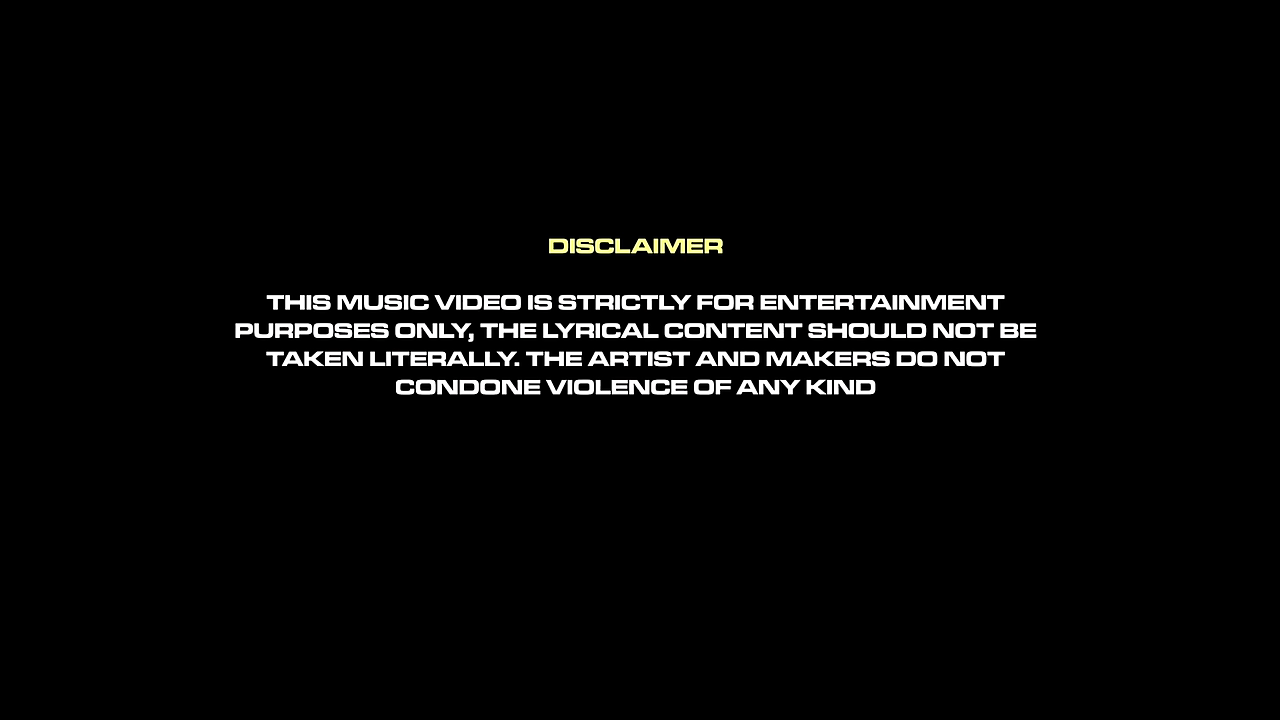 DISCLAIMER
THIS MUSIC VIDEO IS STRICTLY FOR ENTERTAINMENT
PURPOSES ONLY, THE LYRICAL CONTENT SHOULD NOT BE
TAKEN LITERALLY. THE ARTIST AND MAKERS DO NOT
CONDONE VIOLENCE OF ANY KIND